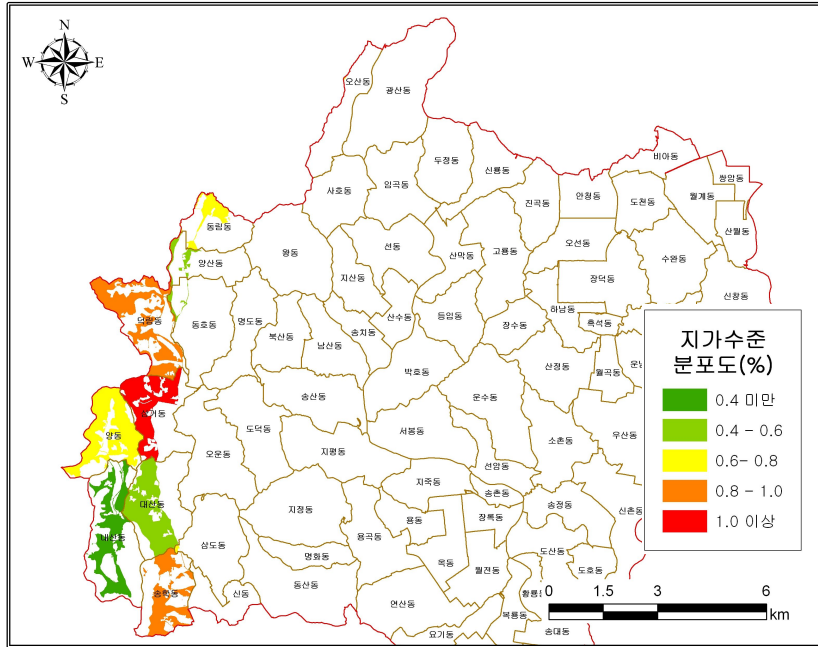 N
W E
S
오산동
광산동
두정동
신룡동
비아동
쌍암동
사호동
임곡동
진곡동
안청동
도천동
월계동
산월동
동림동
왕동
선동
산막동
고룡동
오선동
수완동
양산동
지산동
장덕동
신창동
덕림동
동호동
명도동
북산동
남산동
송치동
산수동
등임동
장수동
하남동
흑석동
박호동
산정동
월곡동
운남
삼거동
송산동
운수동
양동
오운동
도덕동
지평동
서봉동
소촌동
우산동
선암동
대산동
지정동
지죽동
송촌동
송정동
신촌동
내산동
삼도동
용곡동
용동
장록동
명화동
옥동
월전동
도산동
도호동
송학동
신동
동산동
연산동
황룡동
복룡동
요기동
송대동
지가수준
분포도(%)
0.4 미만
0.4 - 0.6
0.6- 0.8
0.8 - 1.0
1.0 이상
0 1.5 3 6
km